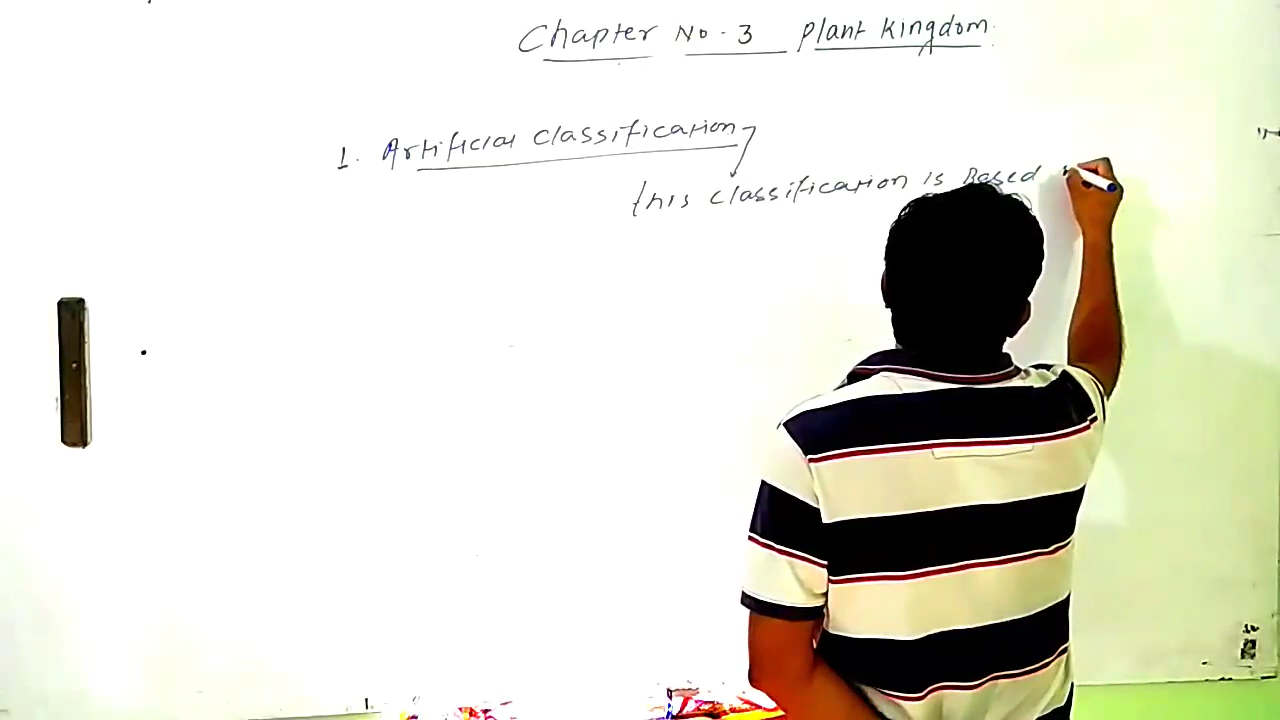 Chapter No. 3 Plant Kingdom.
1. Artificial classification
This classification is Based